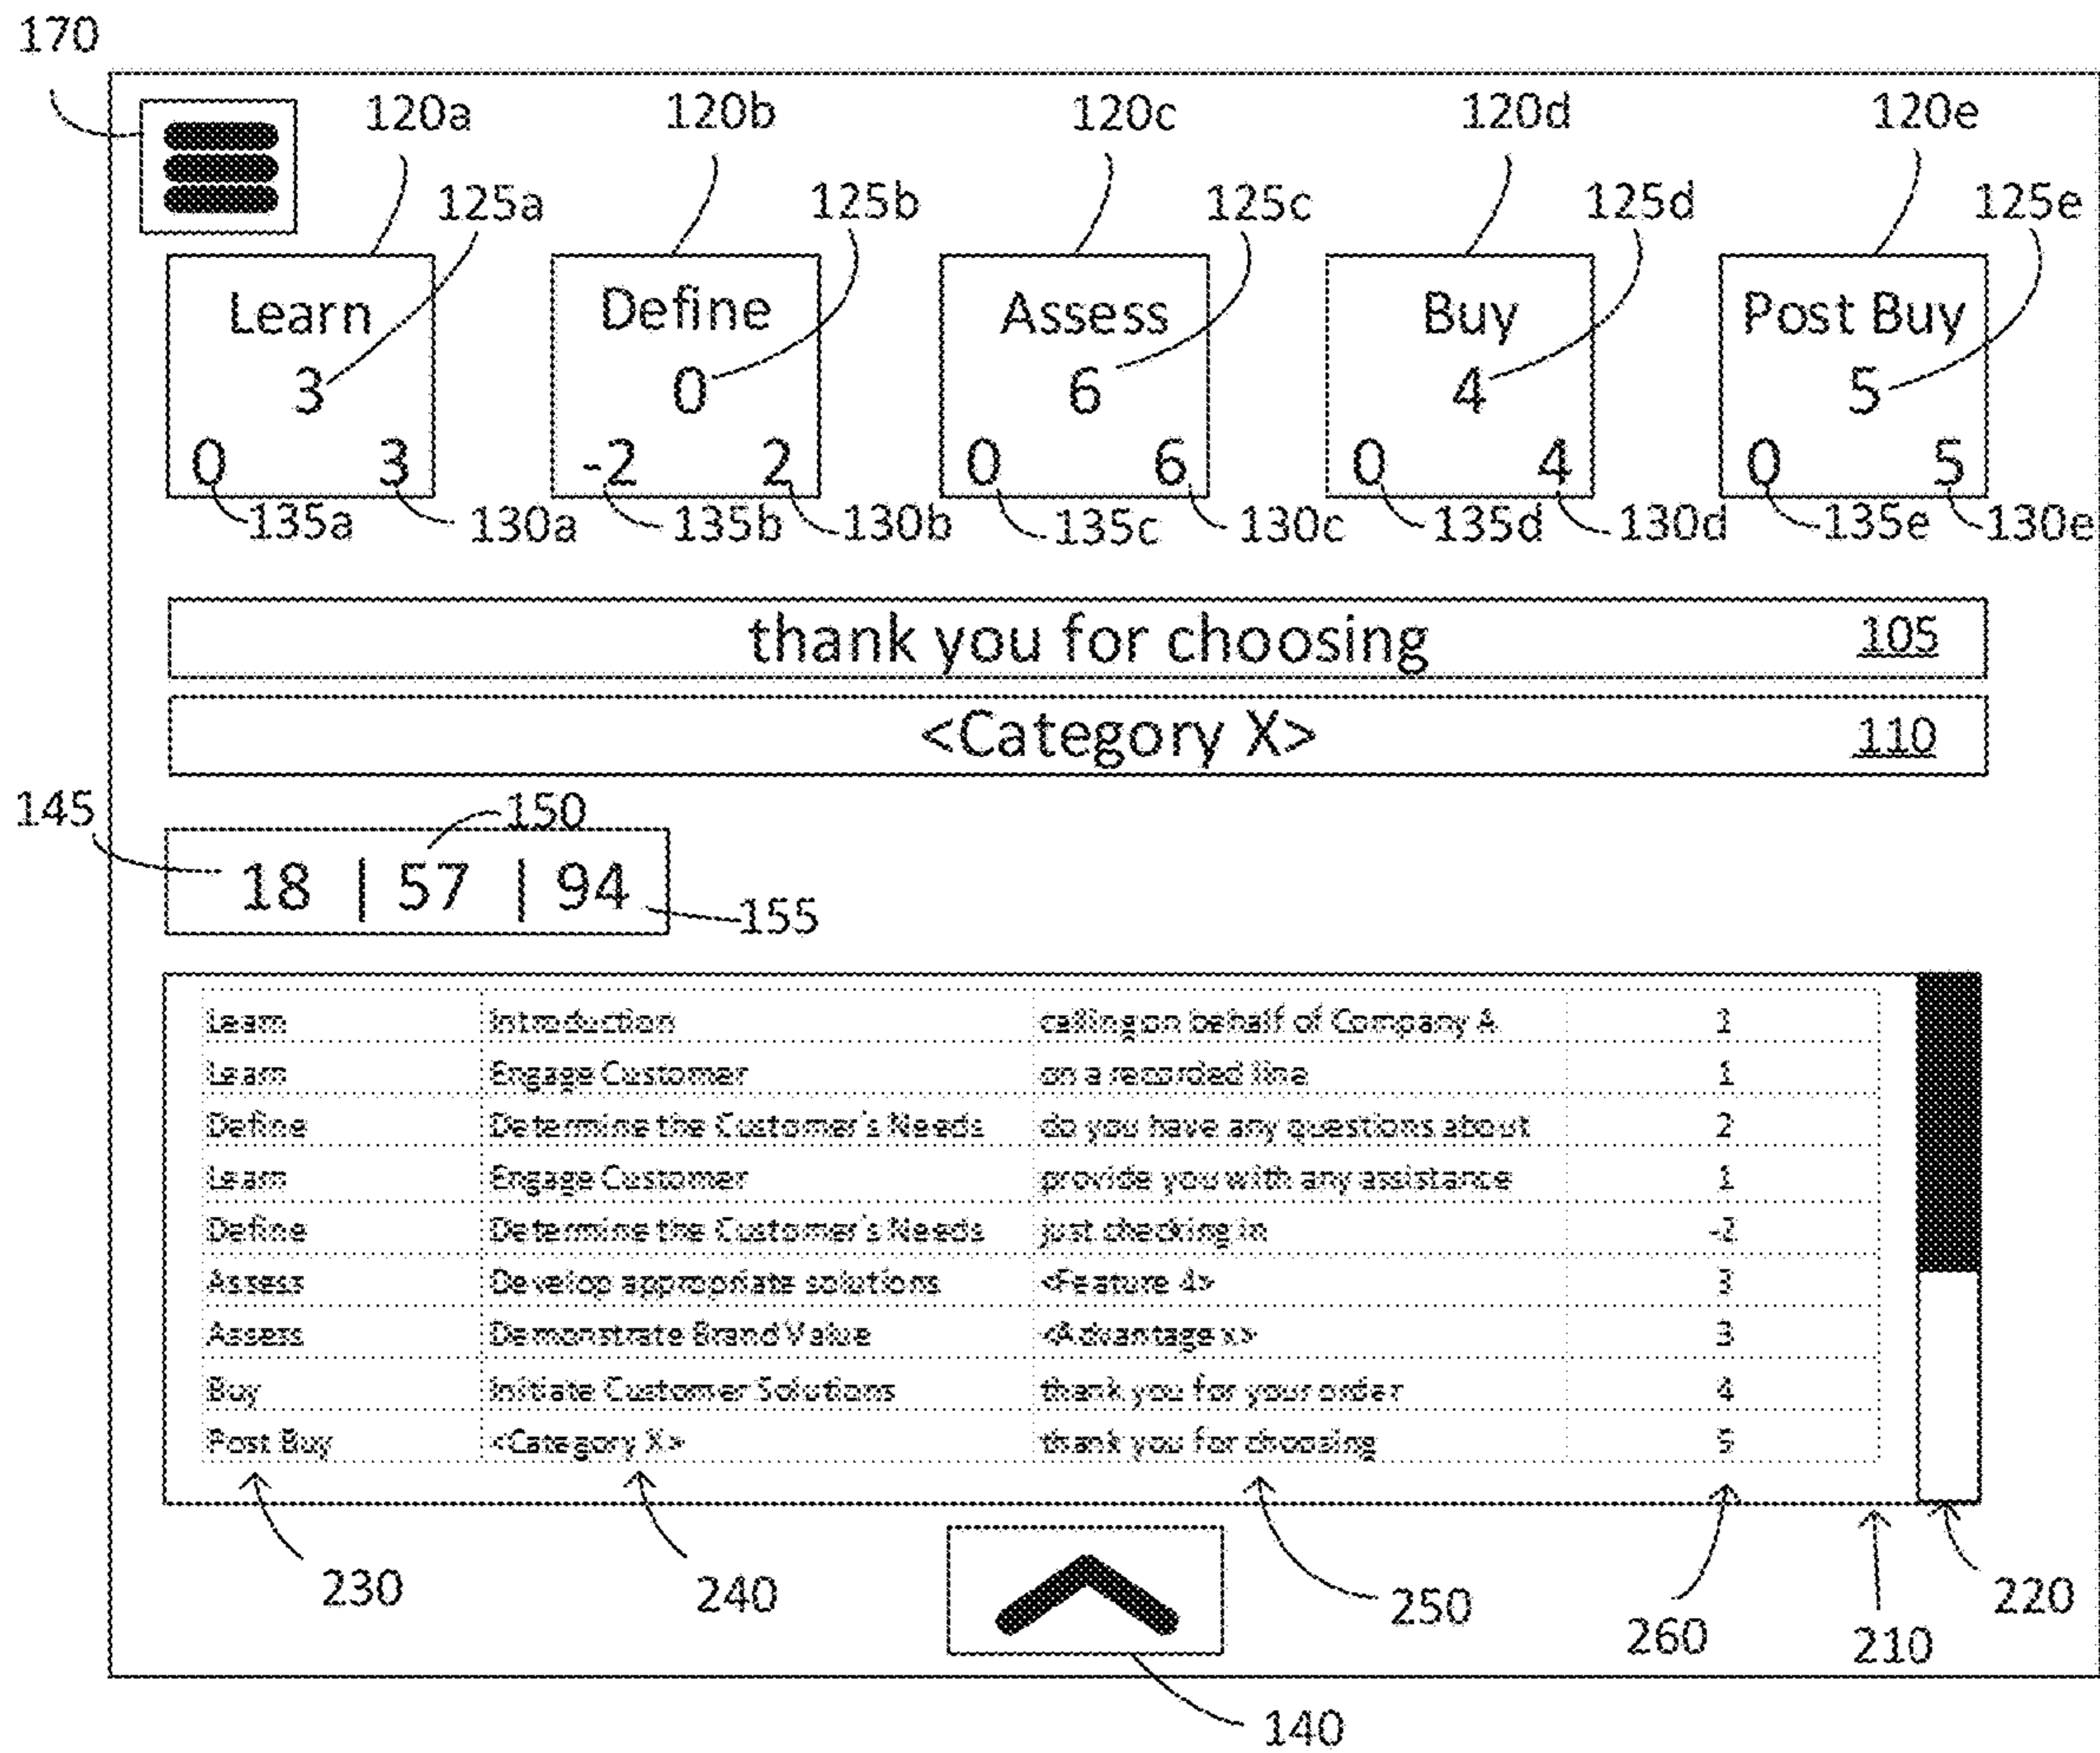 170
120a 120b 120c 120d 120e
125a 125b 125c 125d 125e
Learn Define Assess Buy Post Buy
3 0 6 4 5
0 3 -2 2 0 6 0 4 0 5
135a 130a 135b 130b 135c 130c 135d 130d 135e 130e
thank you for choosing 105
<Category X> 110
145 150
18 | 57 | 94
155
Learn Introduction calling on behalf of Company A 1
Learn Engage Customer on a recorded line 1
Define Determine the Customer's Needs do you have any questions about 2
Learn Engage Customer provide you with any assistance 1
Define Determine the Customer's Needs just checking in -2
Assess Develop appropriate solutions <Feature 4> 3
Assess Demonstrate Brand Value <Advantage x> 3
Buy Initiate Customer Solutions thank you for your order 4
Post Buy <Category X> thank you for choosing 5
230 240 250 260 210 220
140